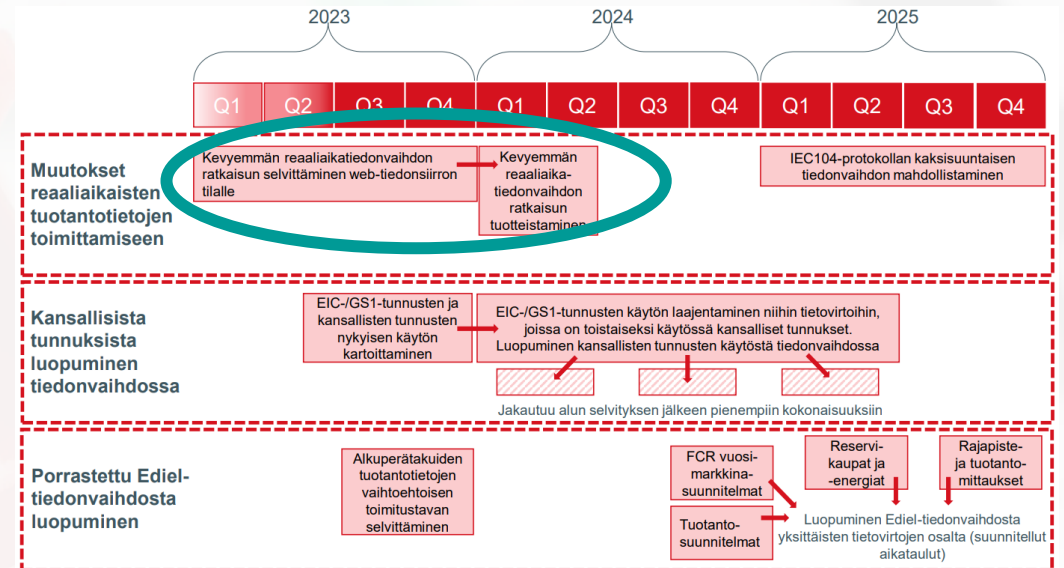 2023
2024
2025
Q1
Q2
Q3
Q4
Q1
Q2
Q3
Q4
Q1
Q2
Q3
Q4
Muutokset
reaaliaikaisten
tuotantotietojen
toimittamiseen
Kevyemmän reaaliaikatiedonvaihdon
ratkaisun selvittäminen web-tiedonsiirron
tilalle
Kevyemmän
reaaliaika-
tiedonvaihdon
ratkaisun
tuotteistaminen
IEC104-protokollan kaksisuuntaisen
tiedonvaihdon mahdollistaminen
Kansallisista
tunnuksista
luopuminen
tiedonvaihdossa
EIC-/GS1-tunnusten ja
kansallisten tunnusten
nykyisen käytön
kartoittaminen
EIC-/GS1-tunnusten käytön laajentaminen niihin tietovirtoihin,
joissa on toistaiseksi käytössä kansalliset tunnukset.
Luopuminen kansallisten tunnusten käytöstä tiedonvaihdossa
Jakautuu alun selvityksen jälkeen pienempiin kokonaisuuksiin
Porrastettu Ediel-
tiedonvaihdosta
luopuminen
Alkuperätakuiden
tuotantotietojen
vaihtoehtoisen
toimitustavan
selvittäminen
FCR vuosi-
markkina-
suunnitelmat
Tuotanto-
suunnitelmat
Reservi-
kaupat ja
-energiat
Rajapiste-
ja tuotanto-
mittaukset
Luopuminen Ediel-tiedonvaihdosta
yksittäisten tietovirtojen osalta (suunnitellut
aikataulut)